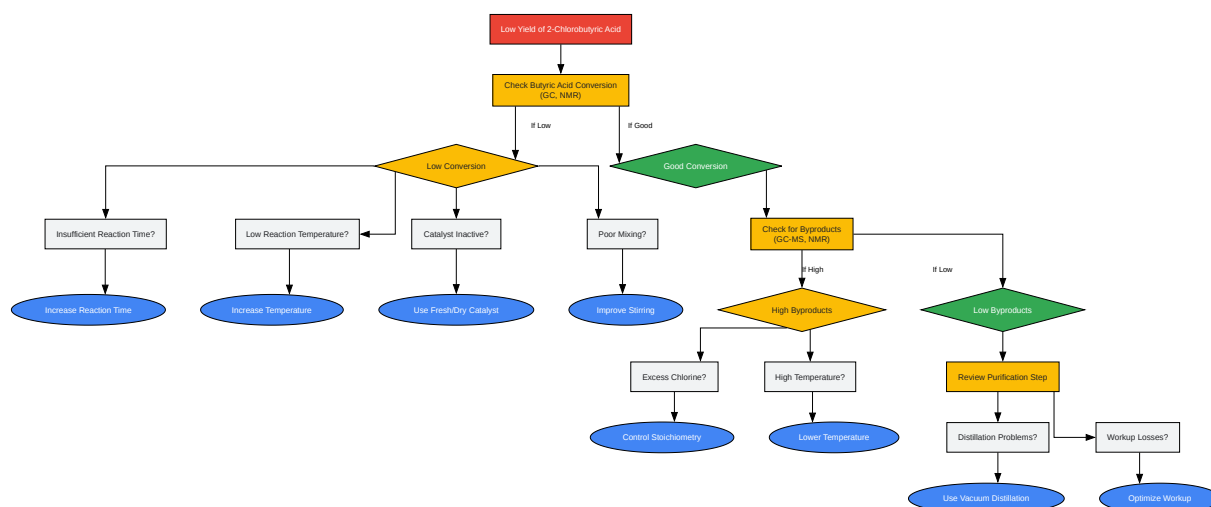 Low Yield of 2-Chlorobutyric Acid
Check Butyric Acid Conversion
(GC, NMR)
If Low
If Good
Low Conversion
Good Conversion
Insufficient Reaction Time?
Low Reaction Temperature?
Catalyst Inactive?
Poor Mixing?
Check for Byproducts
(GC-MS, NMR)
If High
If Low
Increase Reaction Time
Increase Temperature
Use Fresh/Dry Catalyst
Improve Stirring
High Byproducts
Low Byproducts
Excess Chlorine?
High Temperature?
Review Purification Step
Control Stoichiometry
Lower Temperature
Distillation Problems?
Workup Losses?
Use Vacuum Distillation
Optimize Workup